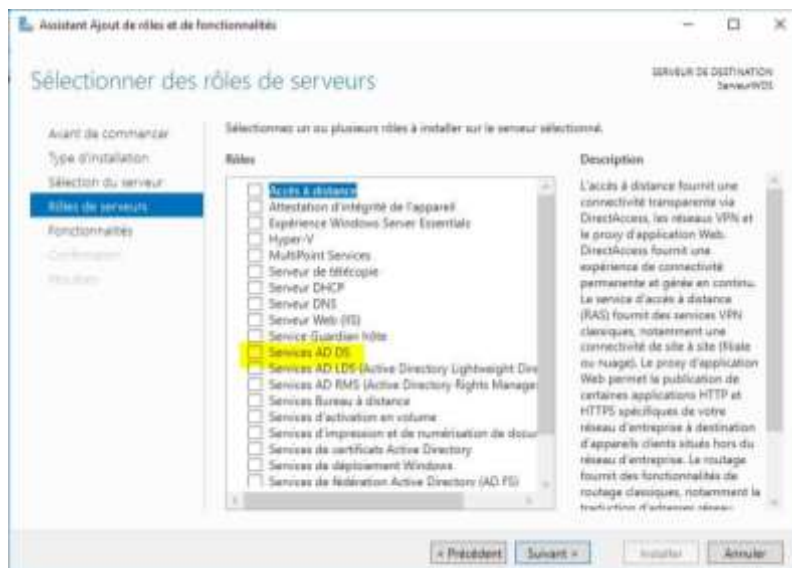 Assistant Ajout de rôles et de fonctionnalités
Sélectionner des rôles de serveurs
SERVEUR DE DESTINATION
ServeurWDS
Avant de commencer
Type d'installation
Sélection du serveur
Rôles de serveurs
Fonctionnalités
Confirmation
Résultats
Sélectionnez un ou plusieurs rôles à installer sur le serveur sélectionné.
Rôles
Accès à distance
Attestation d'intégrité de l'appareil
Expérience Windows Server Essentials
Hyper-V
MultiPoint Services
Serveur de télécopie
Serveur DHCP
Serveur DNS
Serveur Web (IIS)
Service Guardian hôte
Services AD DS
Services AD LDS (Active Directory Lightweight Dire
Services AD RMS (Active Directory Rights Manager
Services Bureau à distance
Services d'activation en volume
Services d'impression et de numérisation de docur
Services de certificats Active Directory
Services de déploiement Windows
Services de fédération Active Directory (AD FS)
Description
L'accès à distance fournit une
connectivité transparente via
DirectAccess, les réseaux VPN et
le proxy d'application Web.
DirectAccess fournit une
expérience de connectivité
permanente et gérée en continu.
Le service d'accès à distance
(RAS) fournit des services VPN
classiques, notamment une
connectivité de site à site (filiale
ou nuage). Le proxy d'application
Web permet la publication de
certaines applications HTTP et
HTTPS spécifiques de votre
réseau d'entreprise à destination
d'appareils clients situés hors du
réseau d'entreprise. Le routage
fournit des fonctionnalités de
routage classiques, notamment la
traduction d'adresses réseau
< Précédent
Suivant >
Installer
Annuler